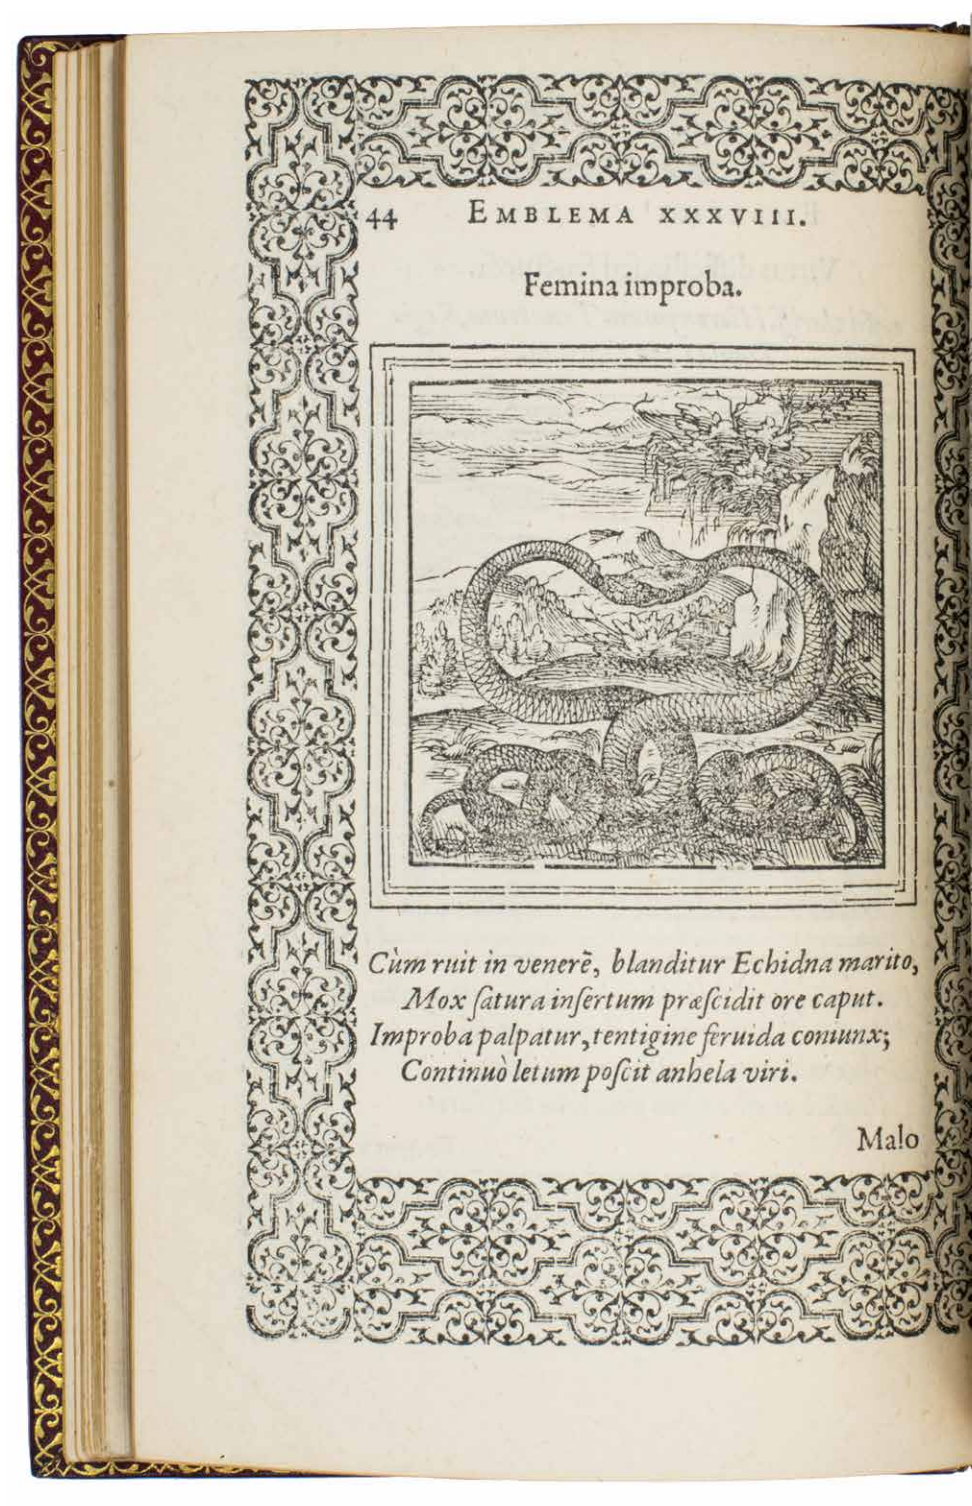 44 EMBLEMA XXXVIII.
Femina improba.
Cùm ruit in venerẽ, blanditur Echidna marito,
Mox ſatura inſertum præſcidit ore caput.
Improba palpatur, tentigine feruida coniunx;
Continuò letum poſcit anhela viri.
Malo